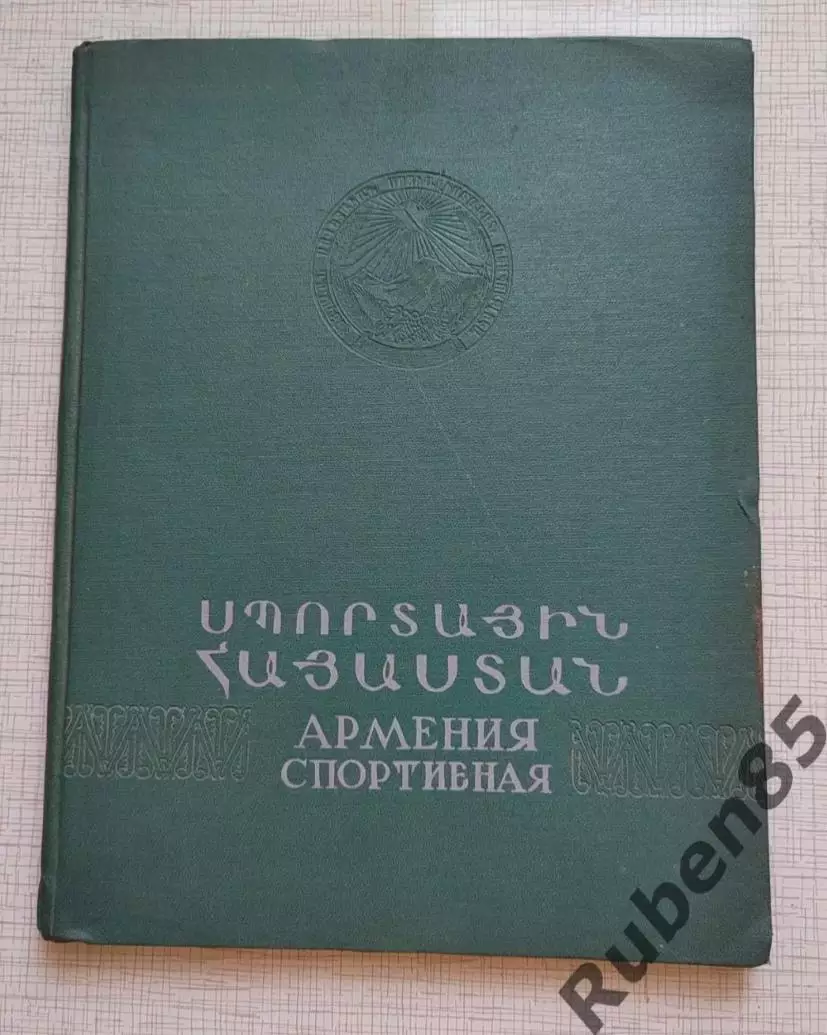 ՍՊՈՐՏԱՅԻՆ
ՀԱՅԱՍՏԱՆ
АРМЕНИЯ
СПОРТИВНАЯ
Ruben85